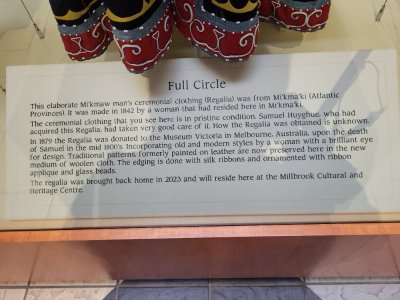 Full Circle
This elaborate Mi'kmaw man's ceremonial clothing (Regalia) was from Mi'kma'ki (Atlantic
Provinces). It was made in 1842 by a woman that had resided here in Mi'kma'ki.
The ceremonial clothing that you see here is in pristine condition. Samuel Huyghue, who had
acquired this Regalia, had taken very good care of it. How the Regalia was obtained is unknown.
In 1879 the Regalia was donated to the Museum Victoria in Melbourne, Australia, upon the death
of Samuel in the mid 1800's. Incorporating old and modern styles by a woman with a brilliant eye
for design. Traditional patterns, formerly painted on leather are now preserved here in the new
medium of woolen cloth. The edging is done with silk ribbons and ornamented with ribbon
applique and glass beads.
The regalia was brought back home in 2023 and will reside here at the Millbrook Cultural and
Heritage Centre.